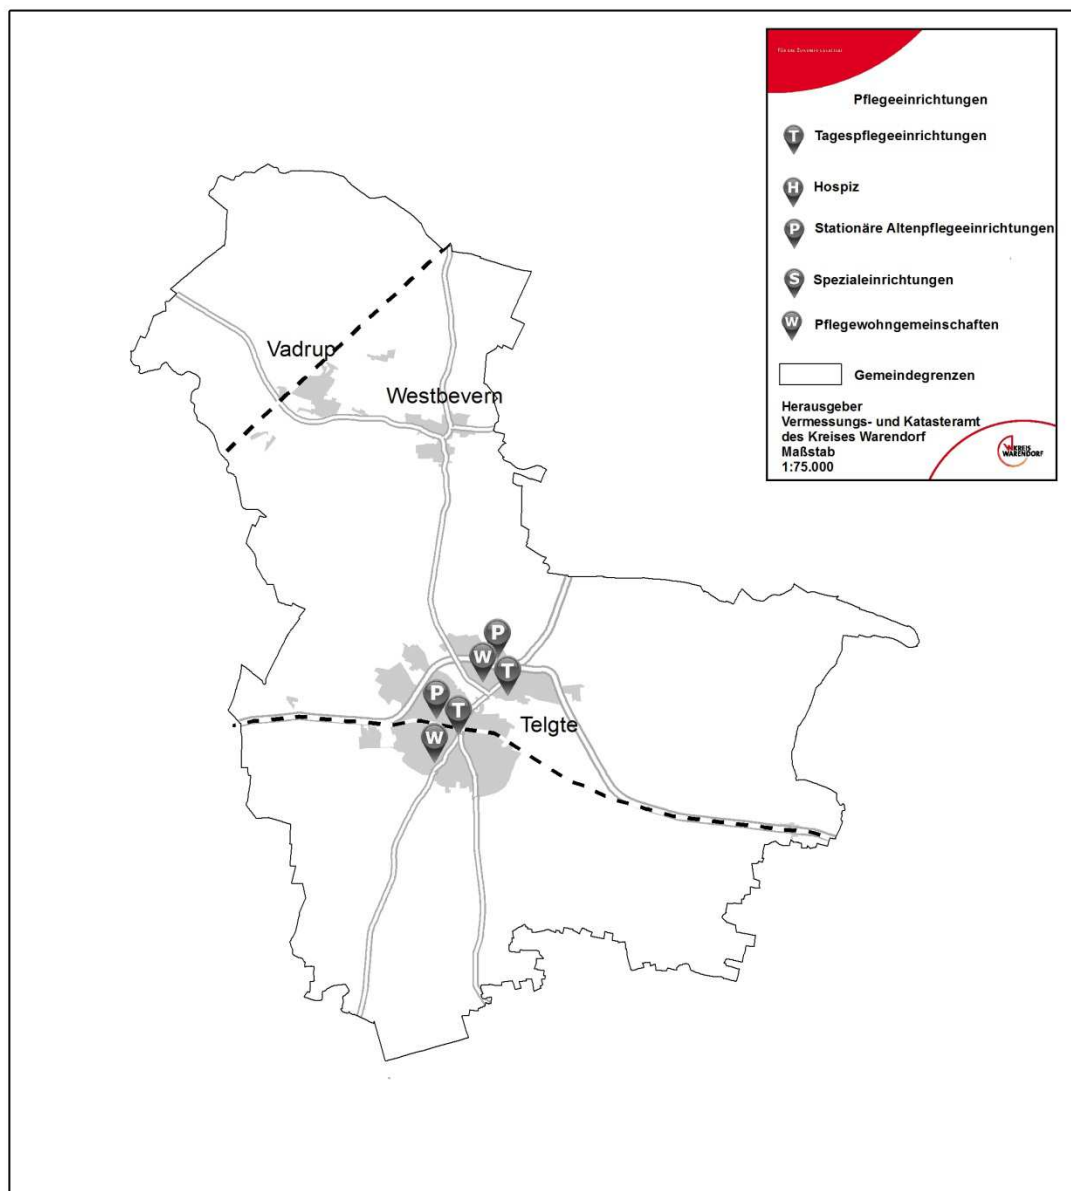 Pflegeeinrichtungen
T Tagespflegeeinrichtungen
H Hospiz
P Stationäre Altenpflegeeinrichtungen
S Spezialeinrichtungen
W Pflegewohngemeinschaften
Gemeindegrenzen
Herausgeber
Vermessungs- und Katasteramt
des Kreises Warendorf
Maßstab
1:75.000
KREIS
WARENDORF
Vadrup
Westbevern
P
W
T
P
T
Telgte
W